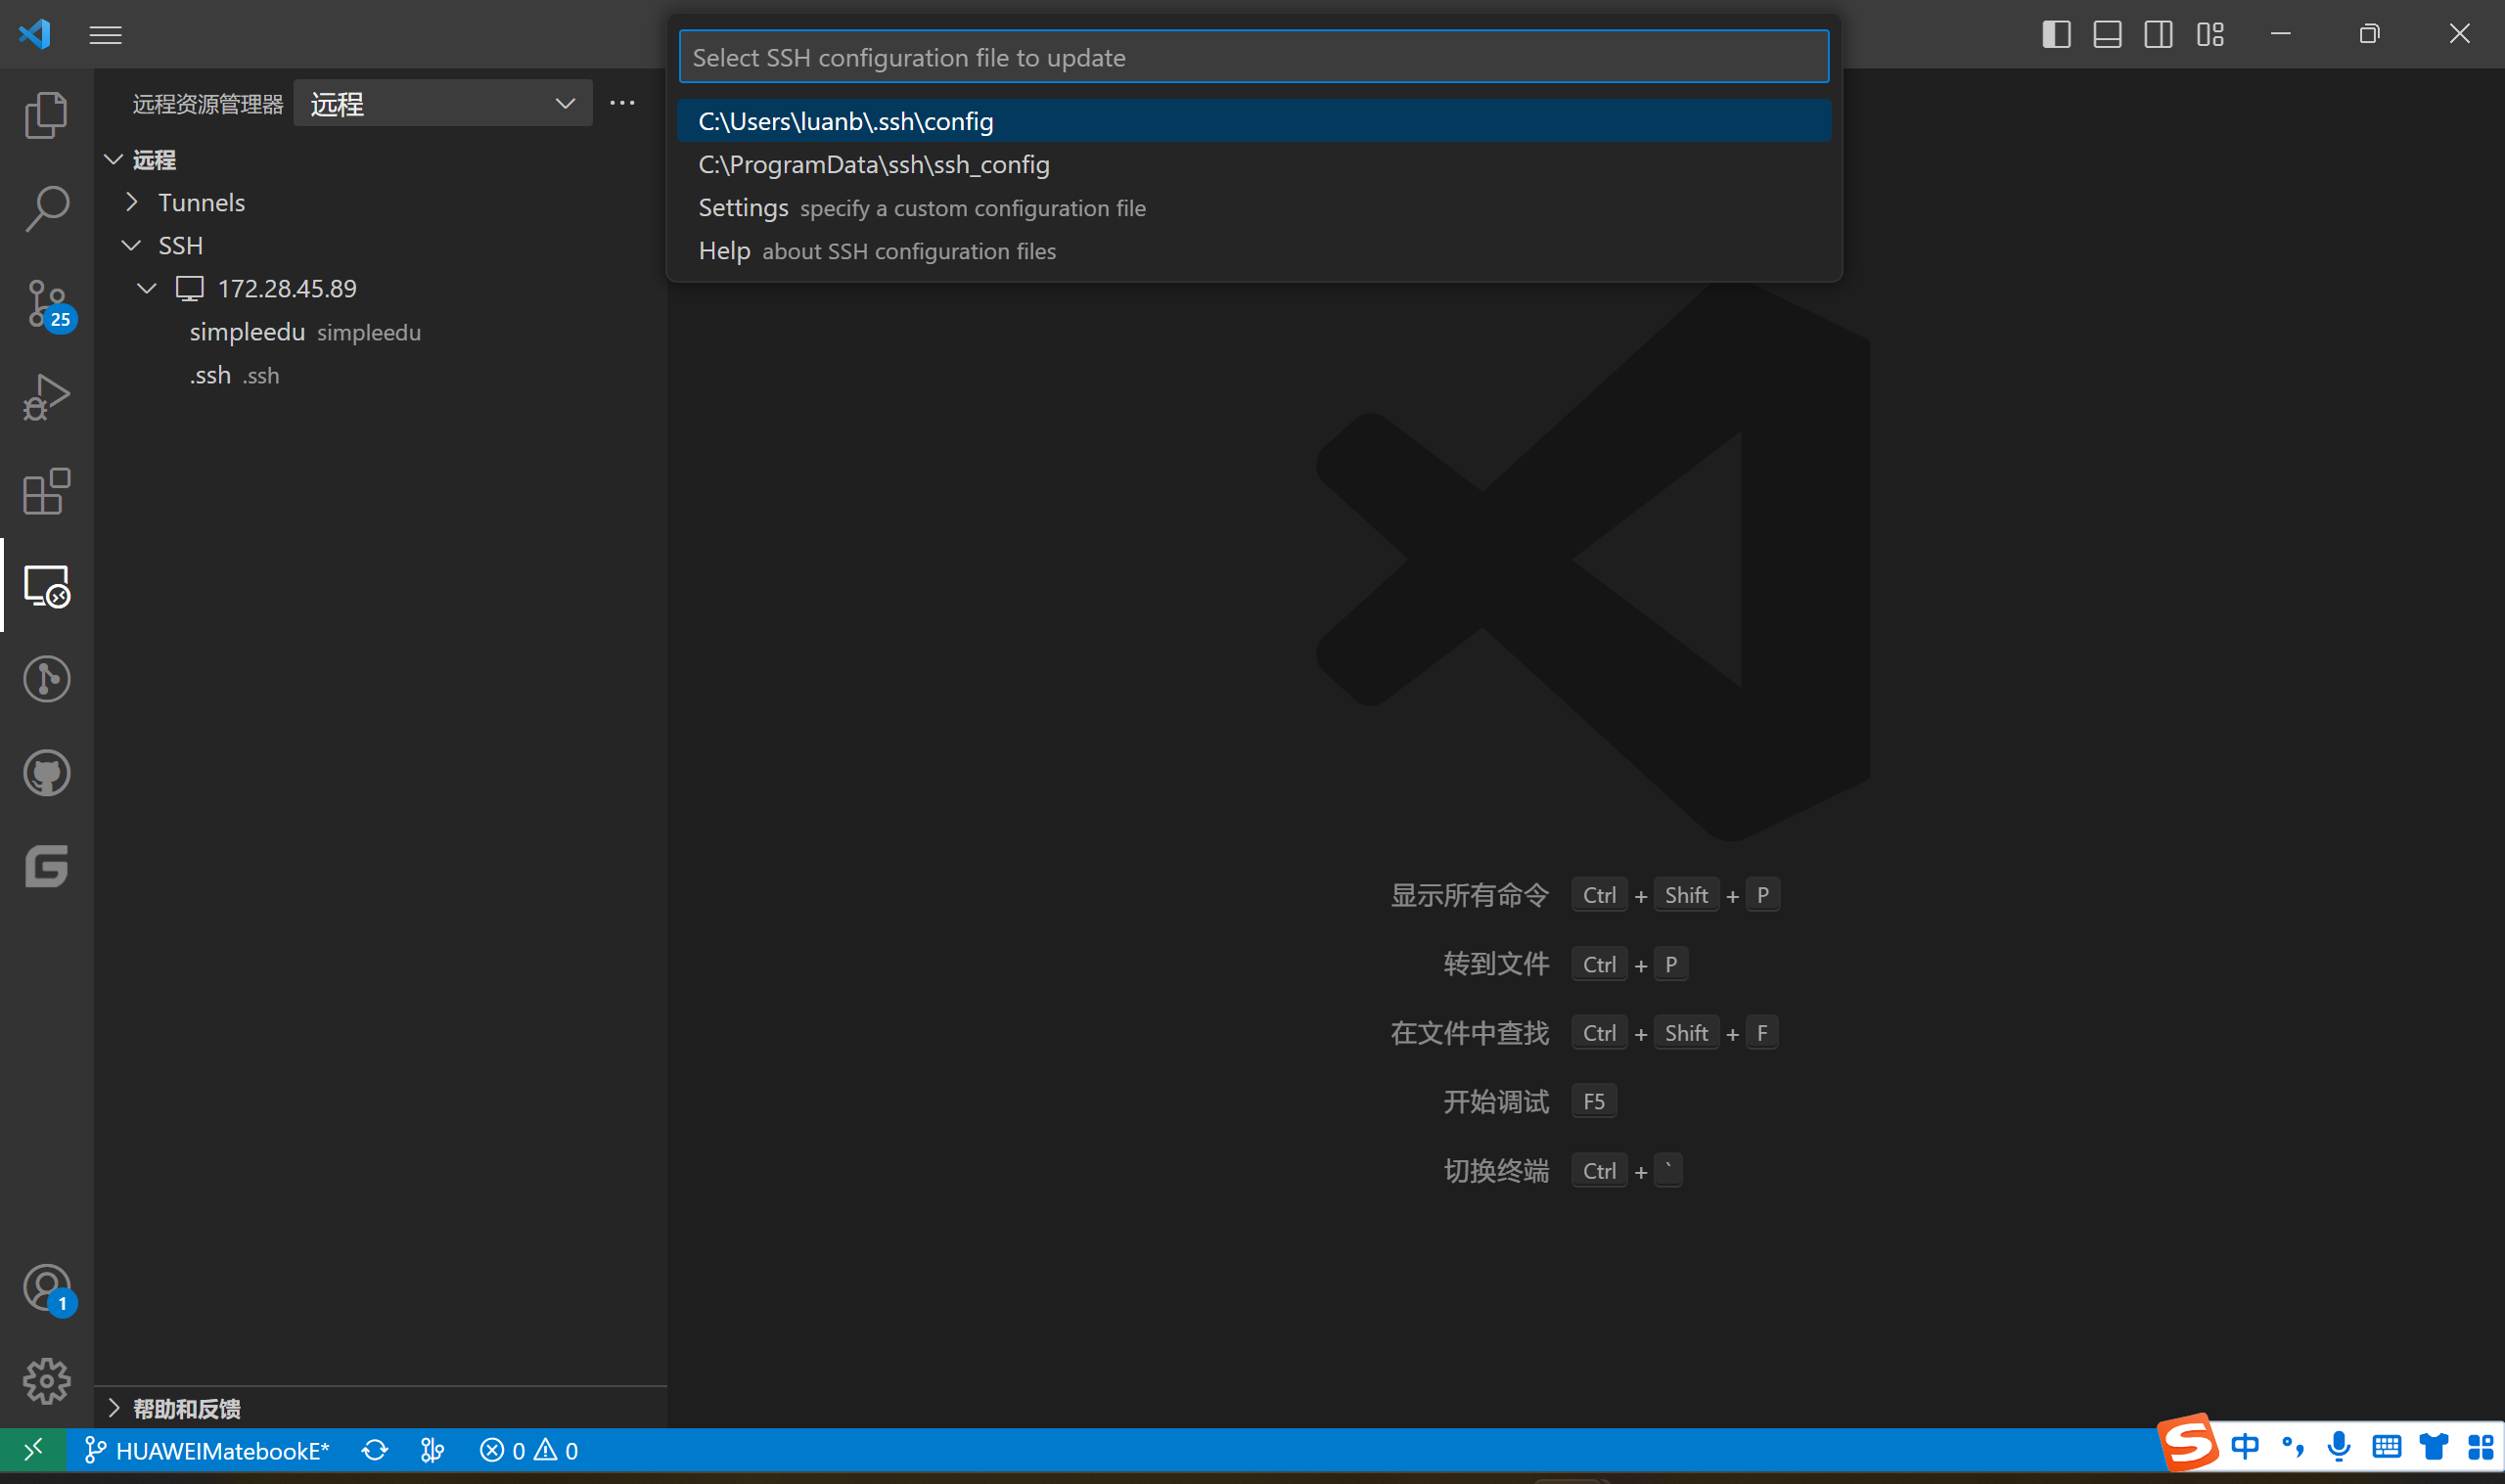 Select SSH configuration file to update
C:\Users\luanb\.ssh\config
C:\ProgramData\ssh\ssh_config
Settings specify a custom configuration file
Help about SSH configuration files
远程资源管理器 远程
远程
Tunnels
SSH
172.28.45.89
simpleedu simpleedu
.ssh .ssh
25
显示所有命令 Ctrl + Shift + P
转到文件 Ctrl + P
在文件中查找 Ctrl + Shift + F
开始调试 F5
切换终端 Ctrl + `
1
帮助和反馈
HUAWEIMatebookE* 0 0
中